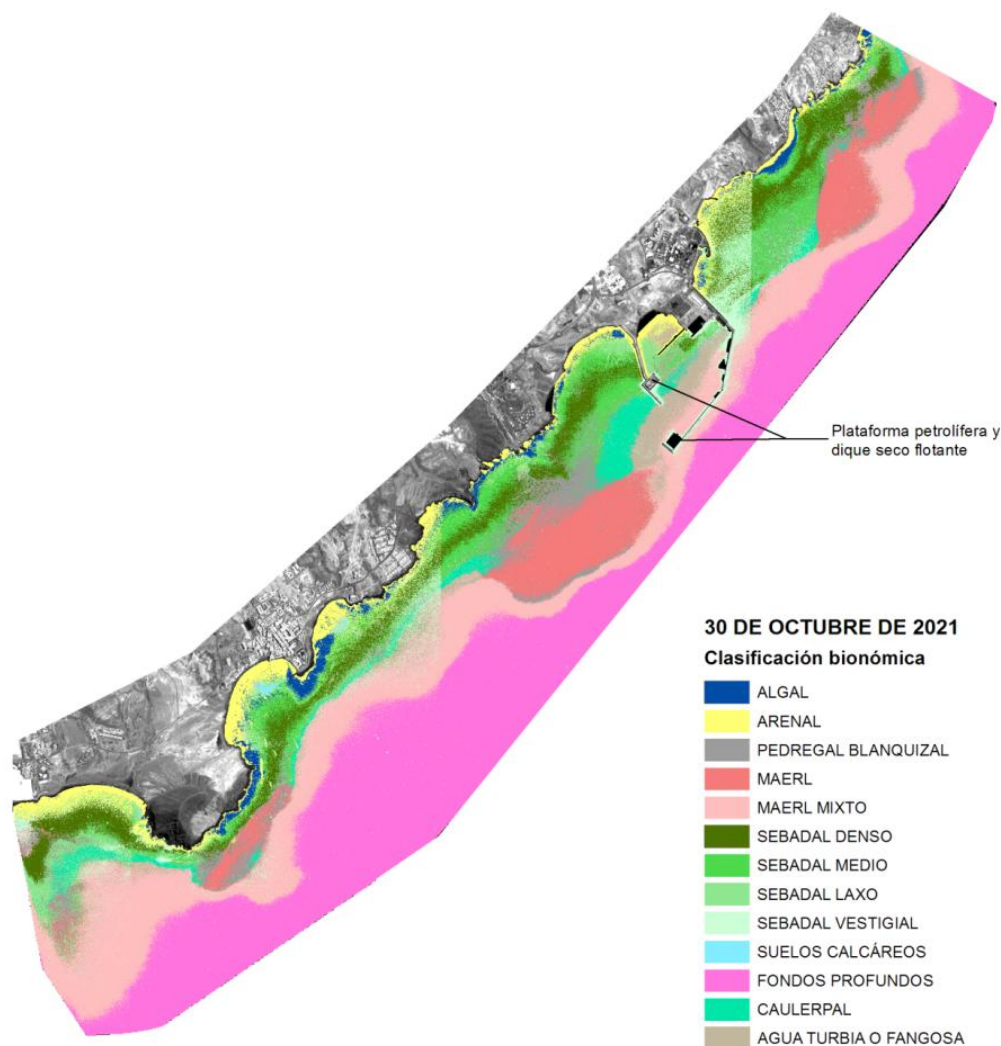 Plataforma petrolífera y
dique seco flotante
30 DE OCTUBRE DE 2021
Clasificación bionómica
ALGAL
ARENAL
PEDREGAL BLANQUIZAL
MAERL
MAERL MIXTO
SEBADAL DENSO
SEBADAL MEDIO
SEBADAL LAXO
SEBADAL VESTIGIAL
SUELOS CALCÁREOS
FONDOS PROFUNDOS
CAULERPAL
AGUA TURBIA O FANGOSA